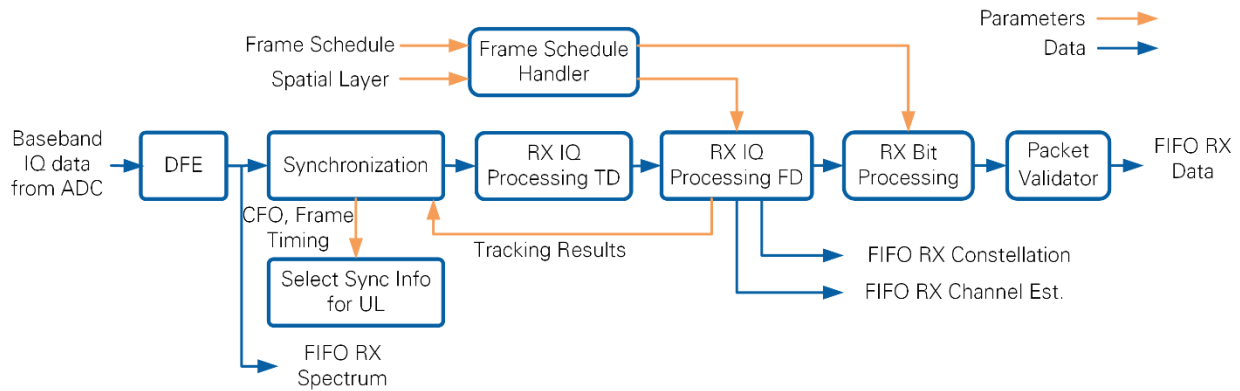 Parameters
Data
Frame Schedule
Spatial Layer
Frame Schedule
Handler
Baseband
IQ data
from ADC
DFE
Synchronization
RX IQ
Processing TD
RX IQ
Processing FD
RX Bit
Processing
Packet
Validator
FIFO RX
Data
CFO, Frame
Timing
Tracking Results
Select Sync Info
for UL
FIFO RX Constellation
FIFO RX Channel Est.
FIFO RX
Spectrum